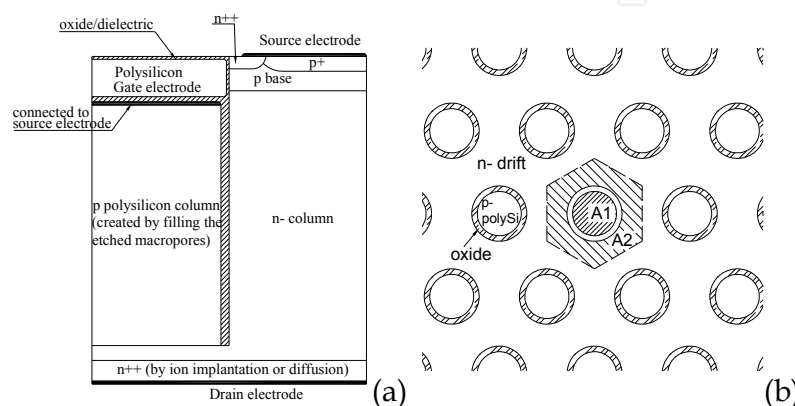 n++
oxide/dielectric
Source electrode
p+
Polysilicon
Gate electrode
p base
connected to
source electrode
p polysilicon column
(created by filling the
etched macropores)
n- column
n++ (by ion implantation or diffusion)
Drain electrode
(a)
n- drift
p-
polySi
A1
A2
oxide
(b)